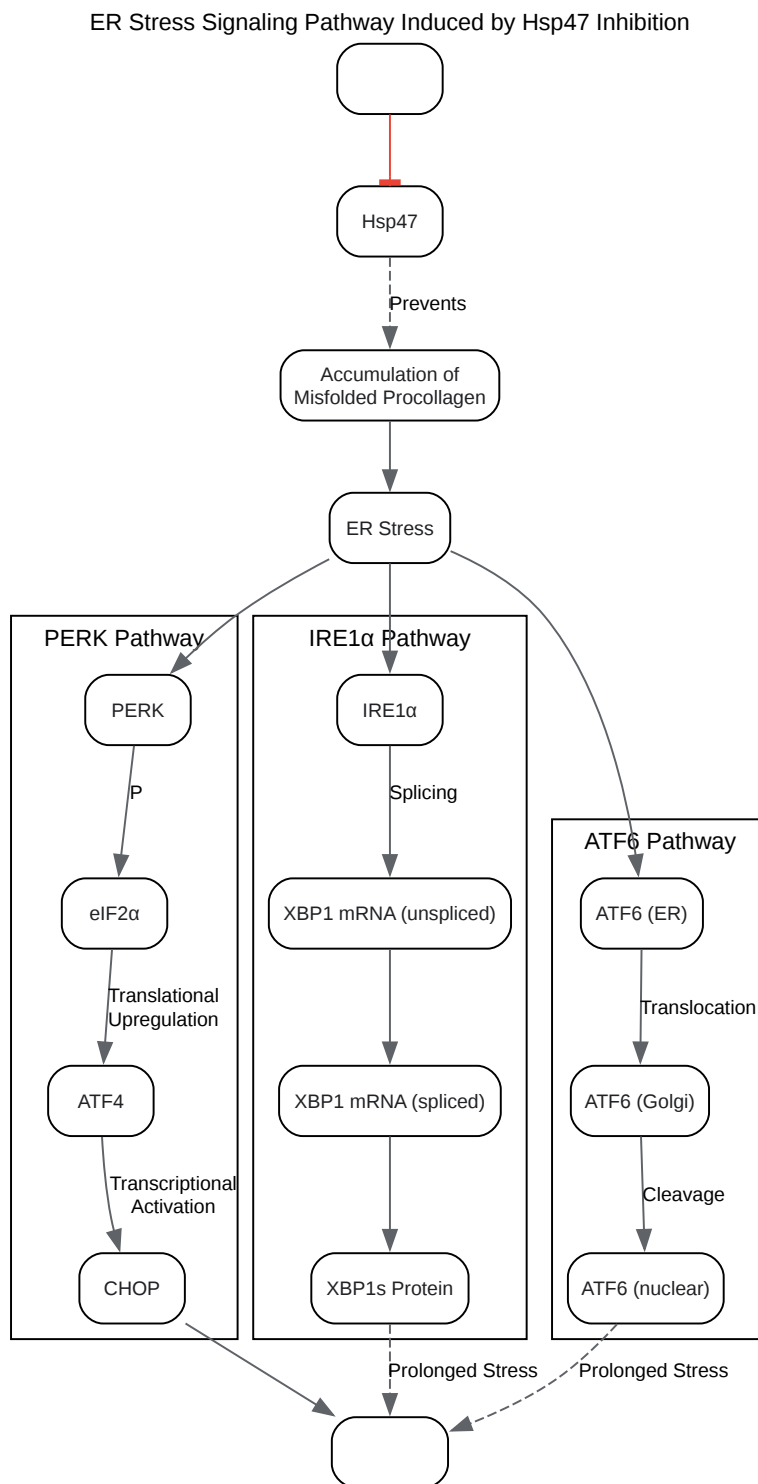 ER Stress Signaling Pathway Induced by Hsp47 Inhibition
Hsp47
Prevents
Accumulation of
Misfolded Procollagen
ER Stress
PERK Pathway
PERK
P
eIF2α
Translational
Upregulation
ATF4
Transcriptional
Activation
CHOP
IRE1α Pathway
IRE1α
Splicing
XBP1 mRNA (unspliced)
XBP1 mRNA (spliced)
XBP1s Protein
Prolonged Stress
ATF6 Pathway
ATF6 (ER)
Translocation
ATF6 (Golgi)
Cleavage
ATF6 (nuclear)
Prolonged Stress